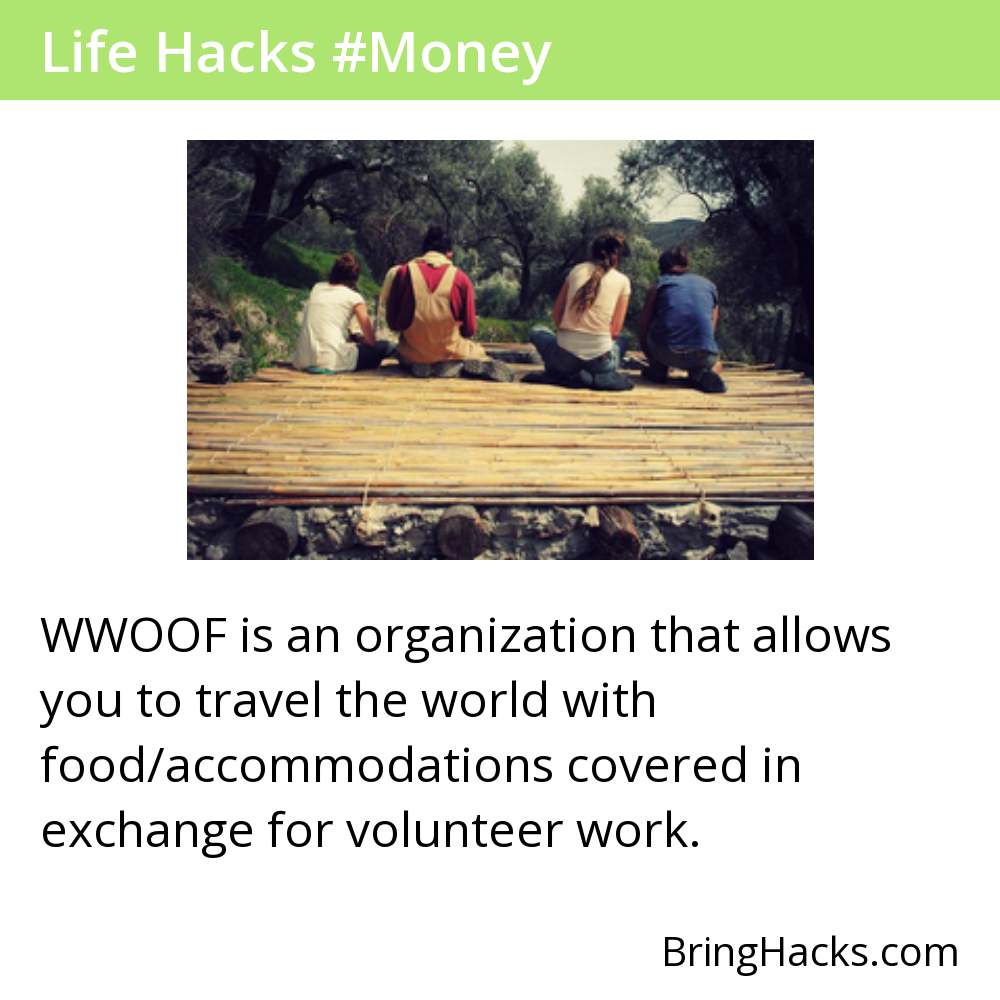 Life Hacks #Money
WWOOF is an organization that allows
you to travel the world with
food/accommodations covered in
exchange for volunteer work.
BringHacks.com